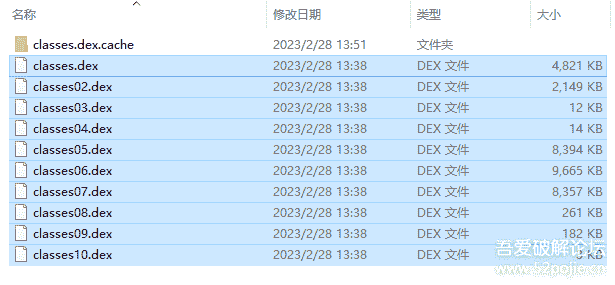 名称 修改日期 类型 大小
classes.dex.cache 2023/2/28 13:51 文件夹
classes.dex 2023/2/28 13:38 DEX 文件 4,821 KB
classes02.dex 2023/2/28 13:38 DEX 文件 2,149 KB
classes03.dex 2023/2/28 13:38 DEX 文件 12 KB
classes04.dex 2023/2/28 13:38 DEX 文件 14 KB
classes05.dex 2023/2/28 13:38 DEX 文件 8,394 KB
classes06.dex 2023/2/28 13:38 DEX 文件 9,665 KB
classes07.dex 2023/2/28 13:38 DEX 文件 8,357 KB
classes08.dex 2023/2/28 13:38 DEX 文件 261 KB
classes09.dex 2023/2/28 13:38 DEX 文件 182 KB
classes10.dex 2023/2/28 13:38 DEX 文件 KB
吾爱破解论坛
www.52pojie.cn